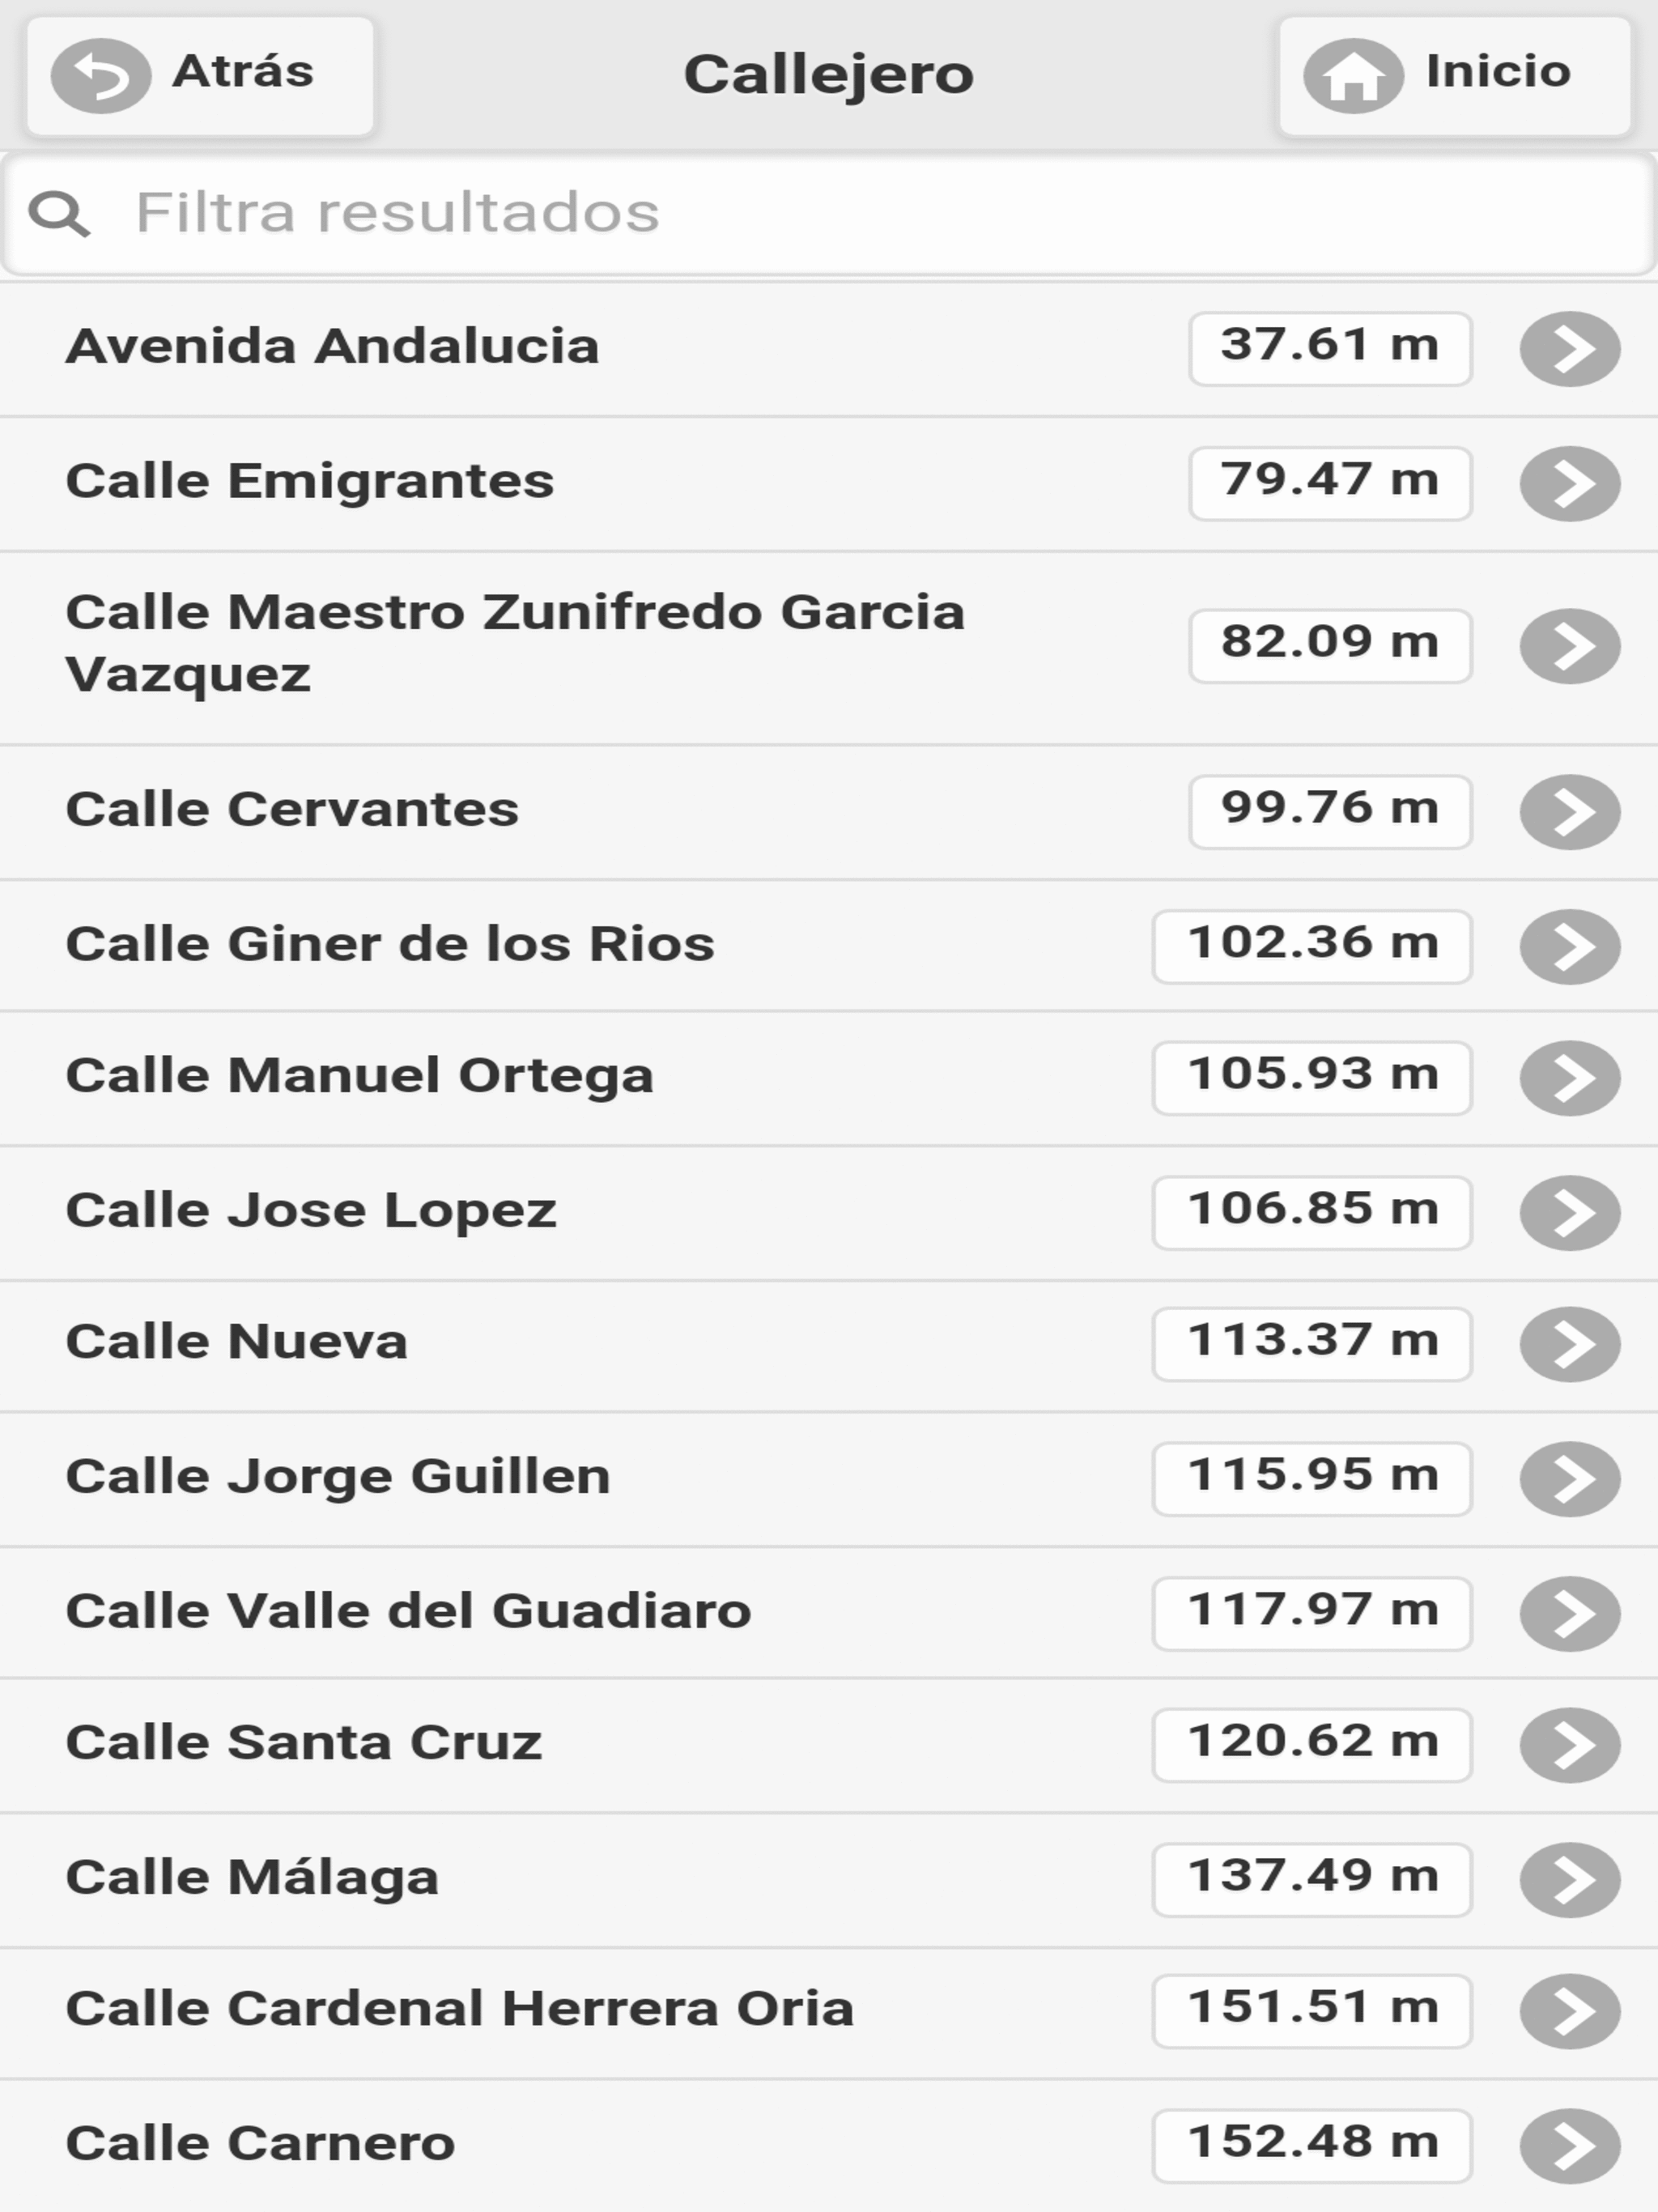 Atrás
Callejero
Inicio
Filtra resultados
Avenida Andalucia 37.61 m
Calle Emigrantes 79.47 m
Calle Maestro Zunifredo Garcia
Vazquez
82.09 m
Calle Cervantes 99.76 m
Calle Giner de los Rios 102.36 m
Calle Manuel Ortega 105.93 m
Calle Jose Lopez 106.85 m
Calle Nueva 113.37 m
Calle Jorge Guillen 115.95 m
Calle Valle del Guadiaro 117.97 m
Calle Santa Cruz 120.62 m
Calle Málaga 137.49 m
Calle Cardenal Herrera Oria 151.51 m
Calle Carnero 152.48 m